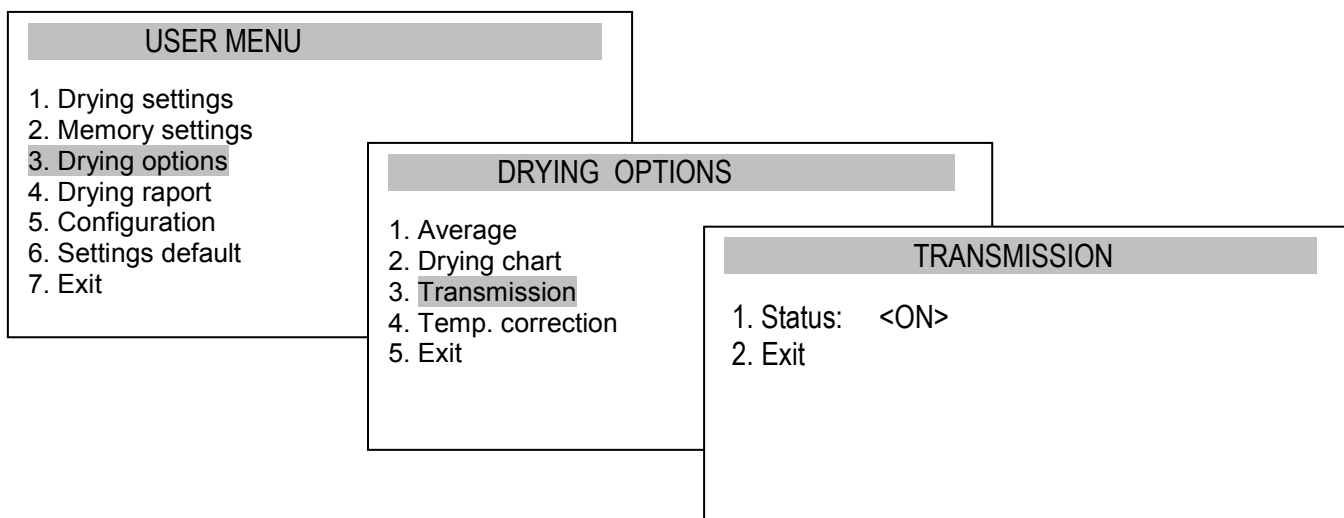 USER MENU
1. Drying settings
2. Memory settings
3. Drying options
4. Drying raport
5. Configuration
6. Settings default
7. Exit
DRYING OPTIONS
1. Average
2. Drying chart
3. Transmission
4. Temp. correction
5. Exit
TRANSMISSION
1. Status: <ON>
2. Exit